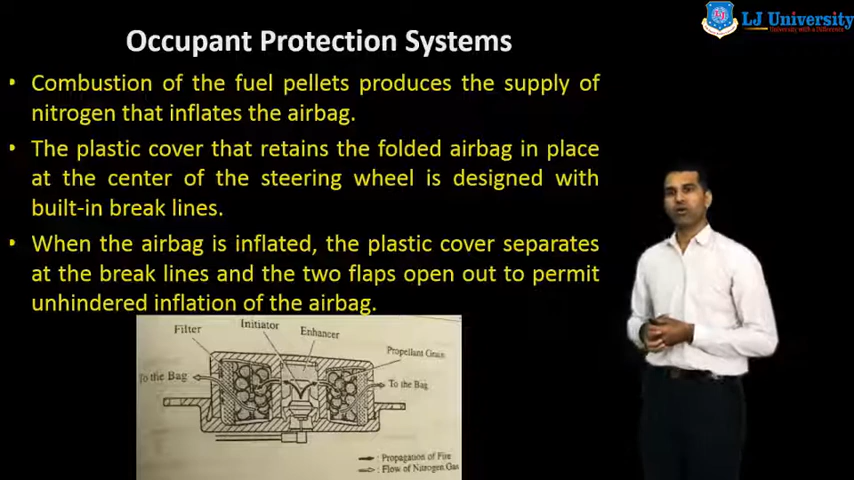 LJ University
University with a Difference
Occupant Protection Systems
• Combustion of the fuel pellets produces the supply of
nitrogen that inflates the airbag.
• The plastic cover that retains the folded airbag in place
at the center of the steering wheel is designed with
built-in break lines.
• When the airbag is inflated, the plastic cover separates
at the break lines and the two flaps open out to permit
unhindered inflation of the airbag.
Filter
Initiator
Enhancer
Propellant Grain
To the Bag
To the Bag
: Propagation of Fire
: Flow of Nitrogen Gas